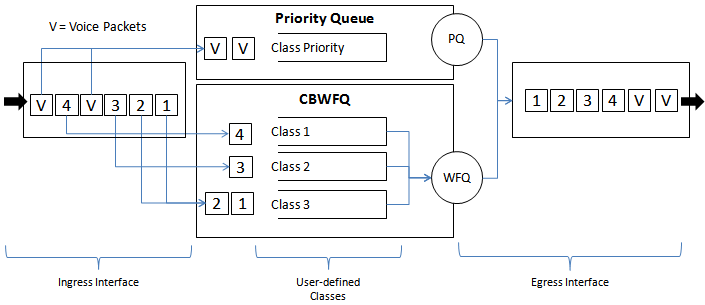 Priority Queue
V = Voice Packets
V V Class Priority
PQ
V 4 V 3 2 1
CBWFQ
4 Class 1
3 Class 2
2 1 Class 3
WFQ
1 2 3 4 V V
Ingress Interface
User-defined
Classes
Egress Interface